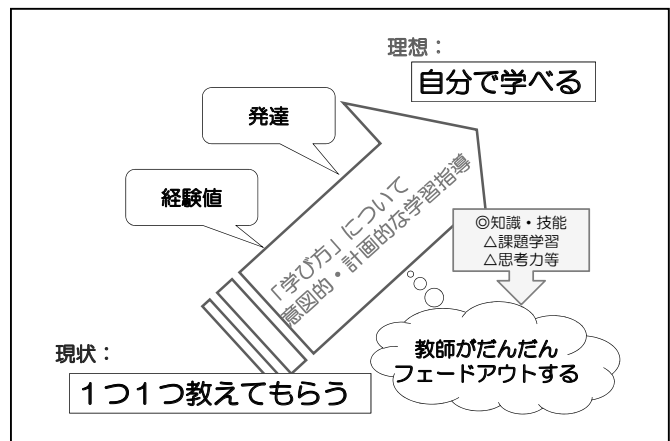 理想：
自分で学べる
発達
経験値
「学び方」について
意図的・計画的な学習指導
◎知識・技能
△課題学習
△思考力等
教師がだんだん
フェードアウトする
現状：
１つ１つ教えてもらう